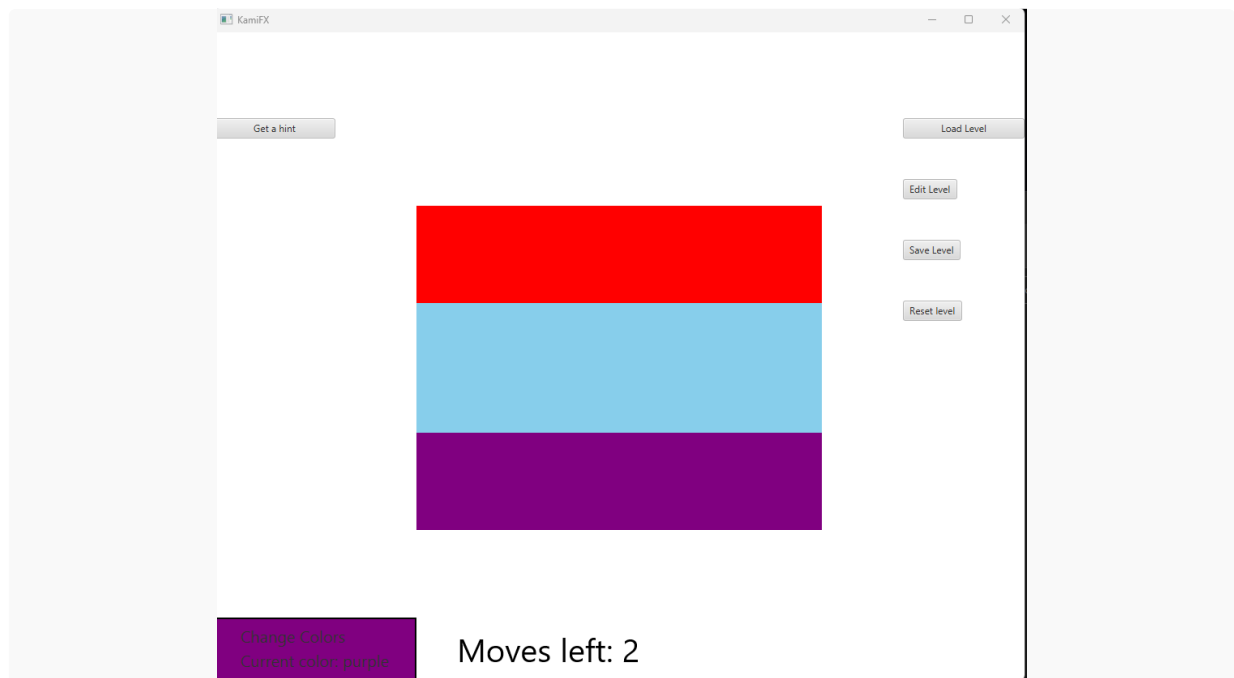 KamiFX
Get a hint
Load Level
Edit Level
Save Level
Reset level
Change Colors
Current color: purple
Moves left: 2